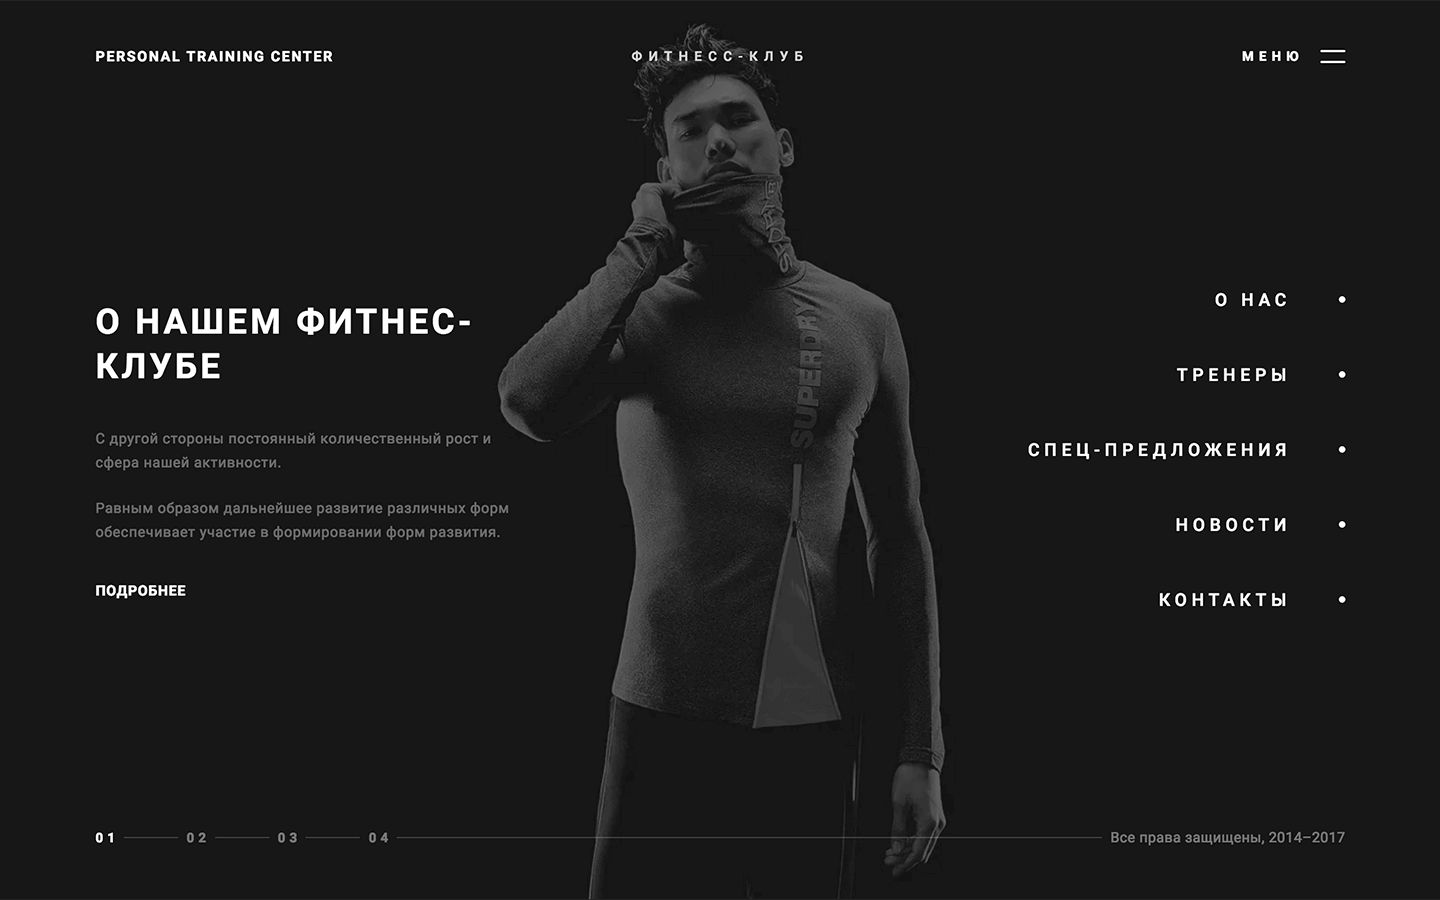 PERSONAL TRAINING CENTER
ФИТНЕСС-КЛУБ
МЕНЮ
О НАШЕМ ФИТНЕС-
КЛУБЕ
С другой стороны постоянный количественный рост и
сфера нашей активности.
Равным образом дальнейшее развитие различных форм
обеспечивает участие в формировании форм развития.
ПОДРОБНЕЕ
SUPERDRY
О НАС
ТРЕНЕРЫ
СПЕЦ-ПРЕДЛОЖЕНИЯ
НОВОСТИ
КОНТАКТЫ
01 02 03 04
Все права защищены, 2014–2017